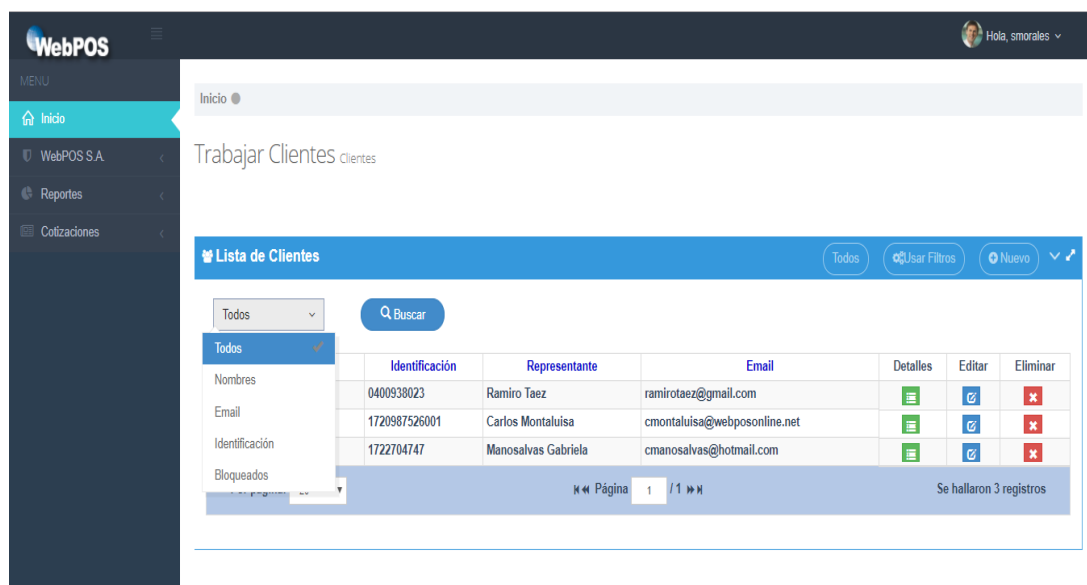 WebPOS
Hola, smorales
MENU
Inicio
WebPOS S.A.
Reportes
Cotizaciones
Inicio
Trabajar Clientes Clientes
Lista de Clientes
Todos
Usar Filtros
Nuevo
Todos
Buscar
Todos
Nombres
Email
Identificación
Bloqueados
Identificación Representante Email Detalles Editar Eliminar
0400938023 Ramiro Taez ramirotaez@gmail.com
1720987526001 Carlos Montaluisa cmontaluisa@webposonline.net
1722704747 Manosalvas Gabriela cmanosalvas@hotmail.com
Página 1 / 1
Se hallaron 3 registros